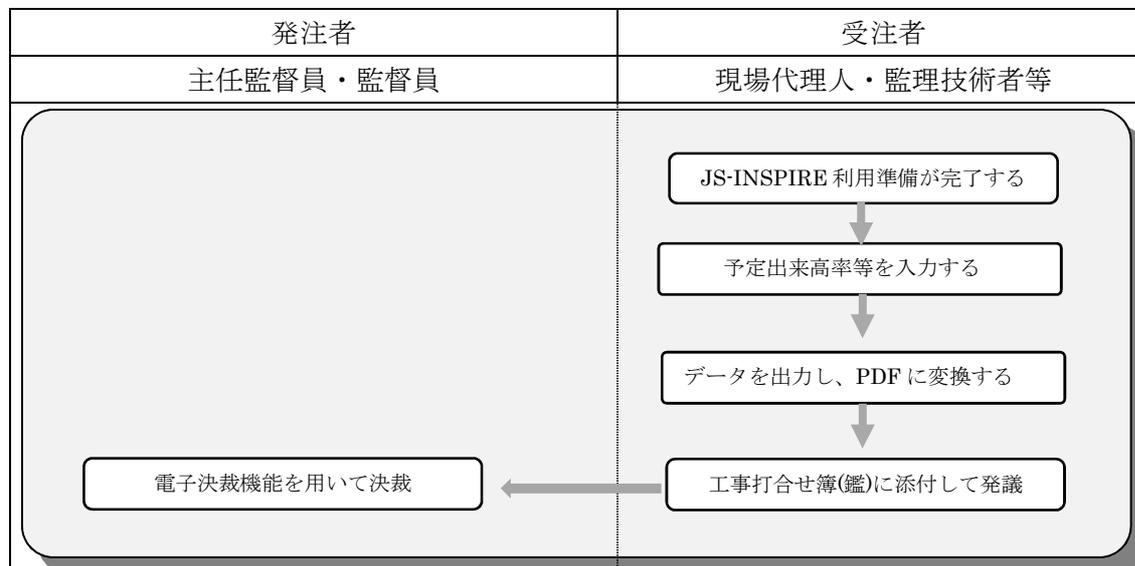 発注者
受注者
主任監督員・監督員
現場代理人・監理技術者等
JS-INSPIRE 利用準備が完了する
予定出来高率等を入力する
データを出力し、PDF に変換する
工事打合せ簿(鑑)に添付して発議
電子決裁機能を用いて決裁